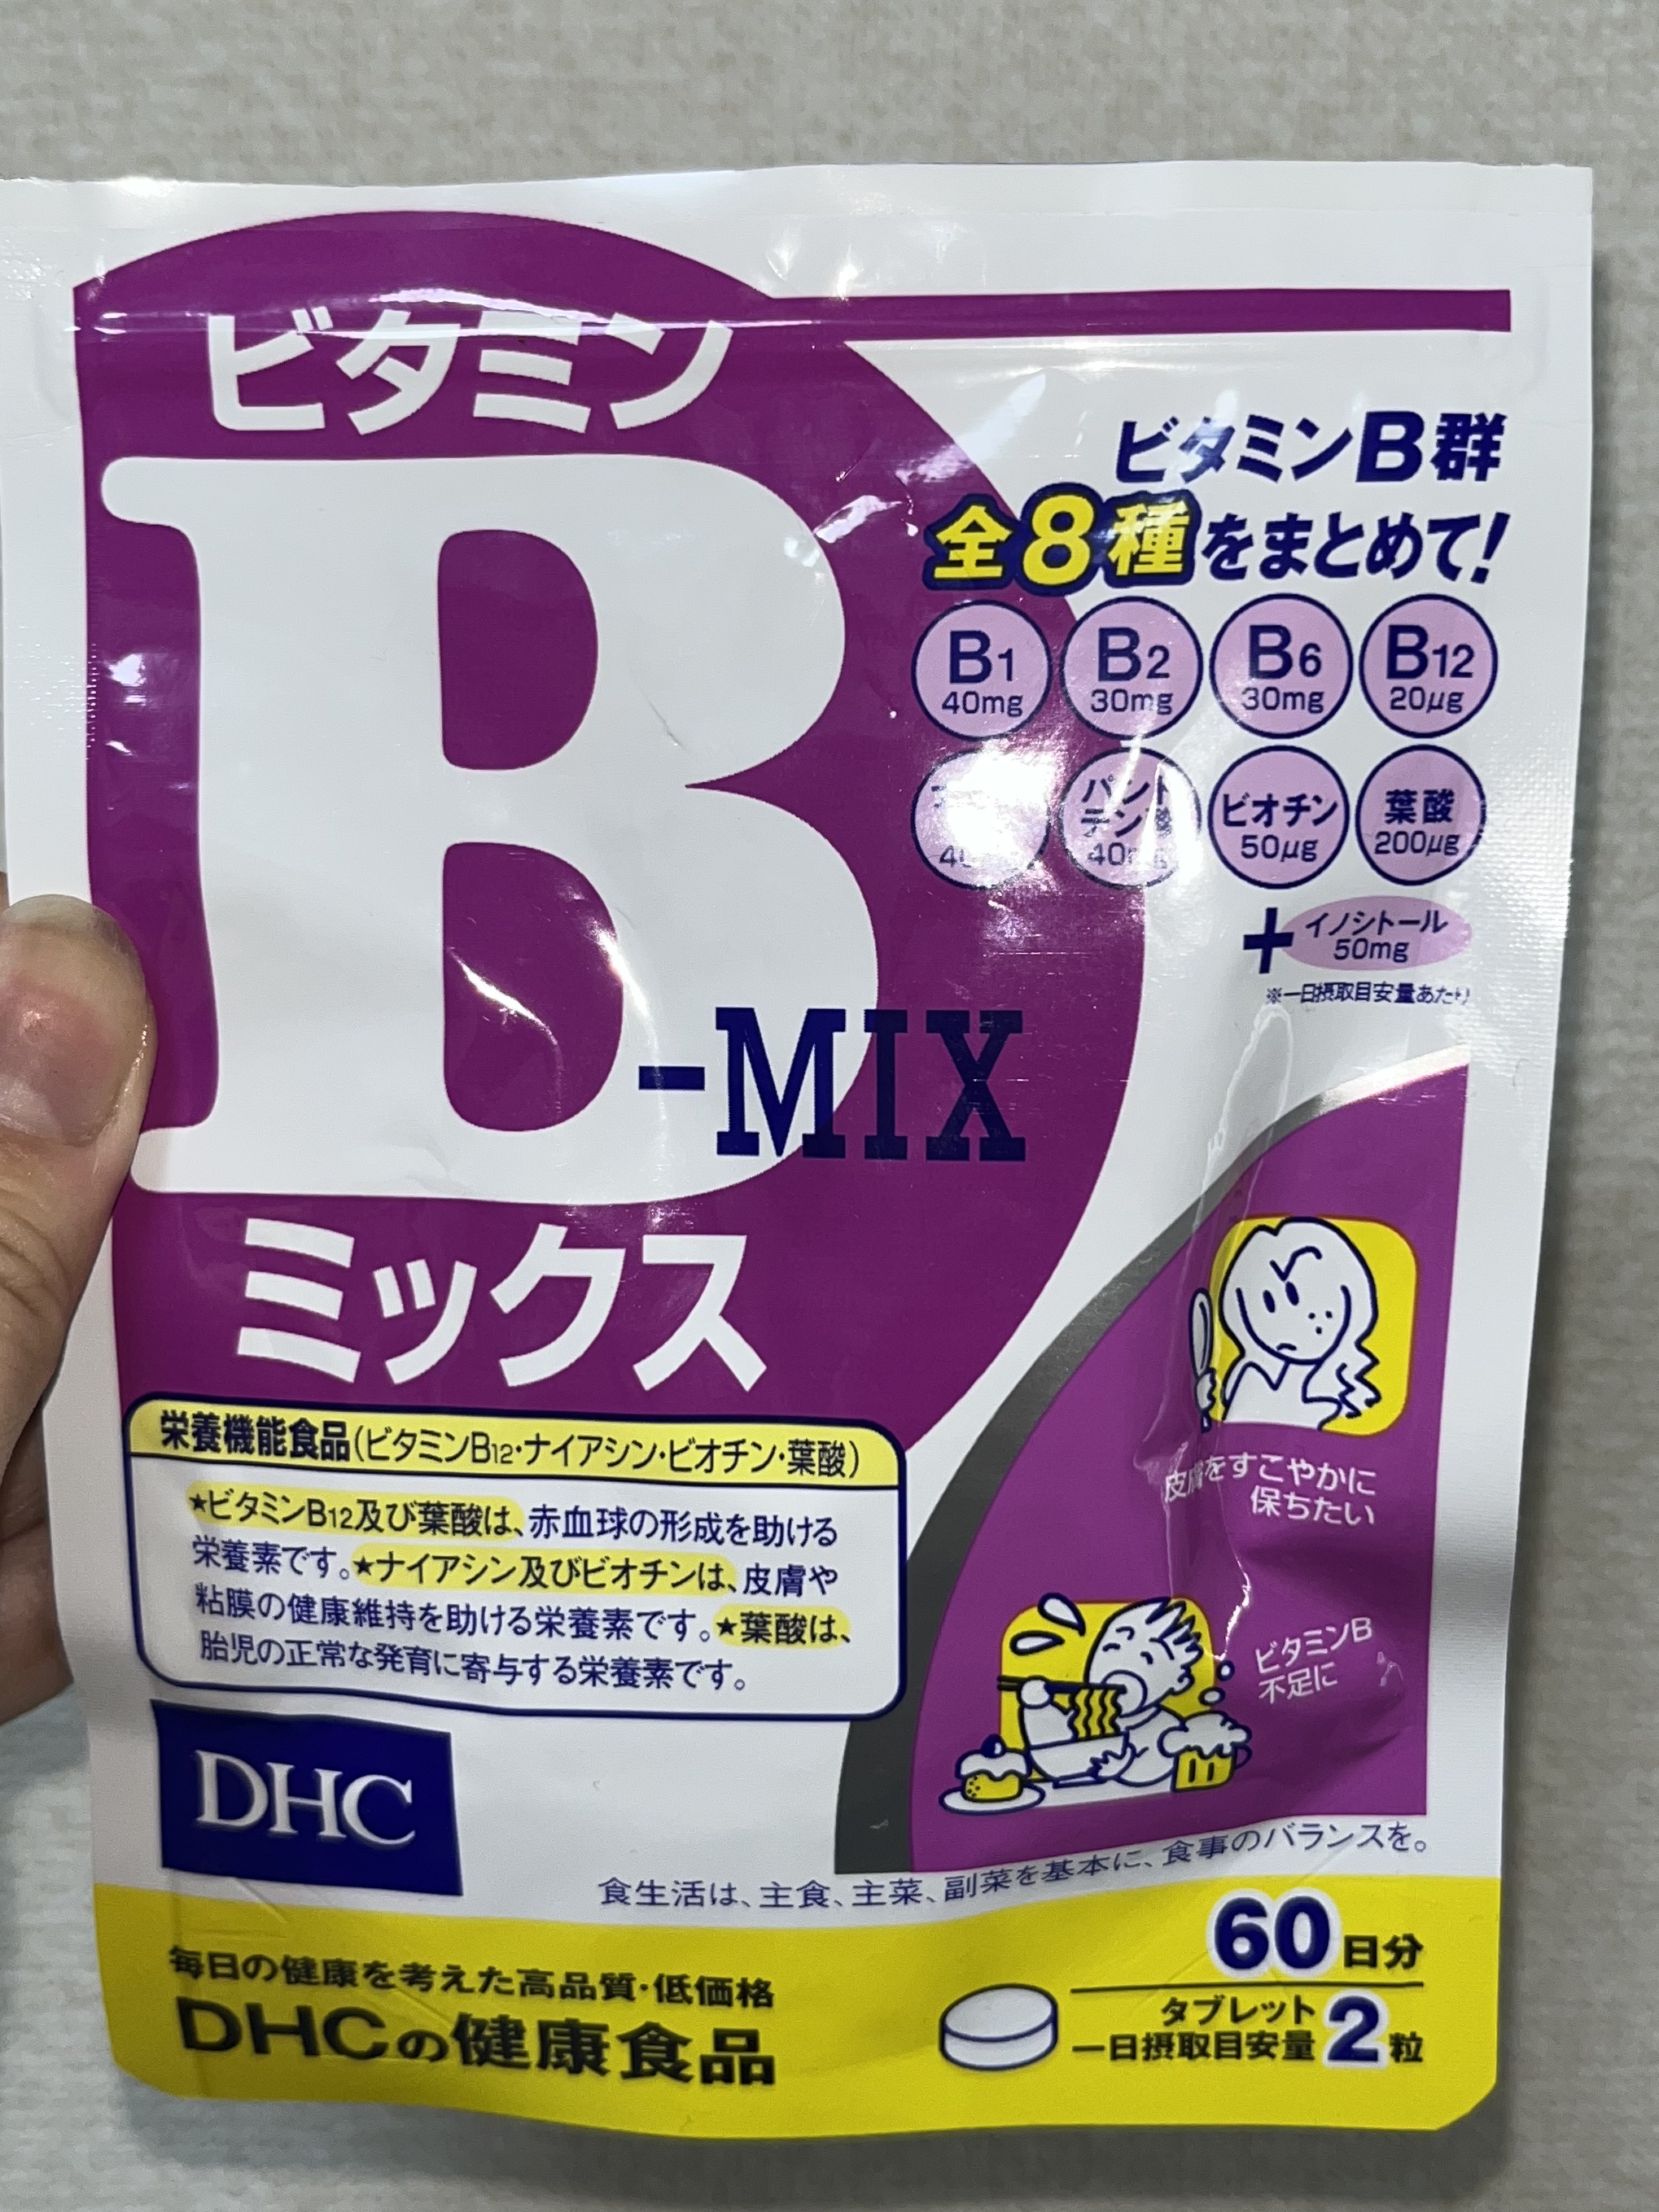 ビタミン
B
-MIX
ミックス
ビタミンB群
全8種をまとめて!
B1
40mg
B2
30mg
B6
30mg
B12
20μg
ビオチン
50μg
葉酸
200μg
+イノシトール
50mg
※一日摂取目安量あたり
栄養機能食品(ビタミンB12・ナイアシン・ビオチン・葉酸)
★ビタミンB12及び葉酸は、赤血球の形成を助ける
栄養素です。★ナイアシン及びビオチンは、皮膚や
粘膜の健康維持を助ける栄養素です。★葉酸は、
胎児の正常な発育に寄与する栄養素です。
皮膚をすこやかに
保ちたい
ビタミンB
不足に
DHC
食生活は、主食、主菜、副菜を基本に、食事のバランスを。
毎日の健康を考えた高品質・低価格
DHCの健康食品
60日分
タブレット
一日摂取目安量2粒